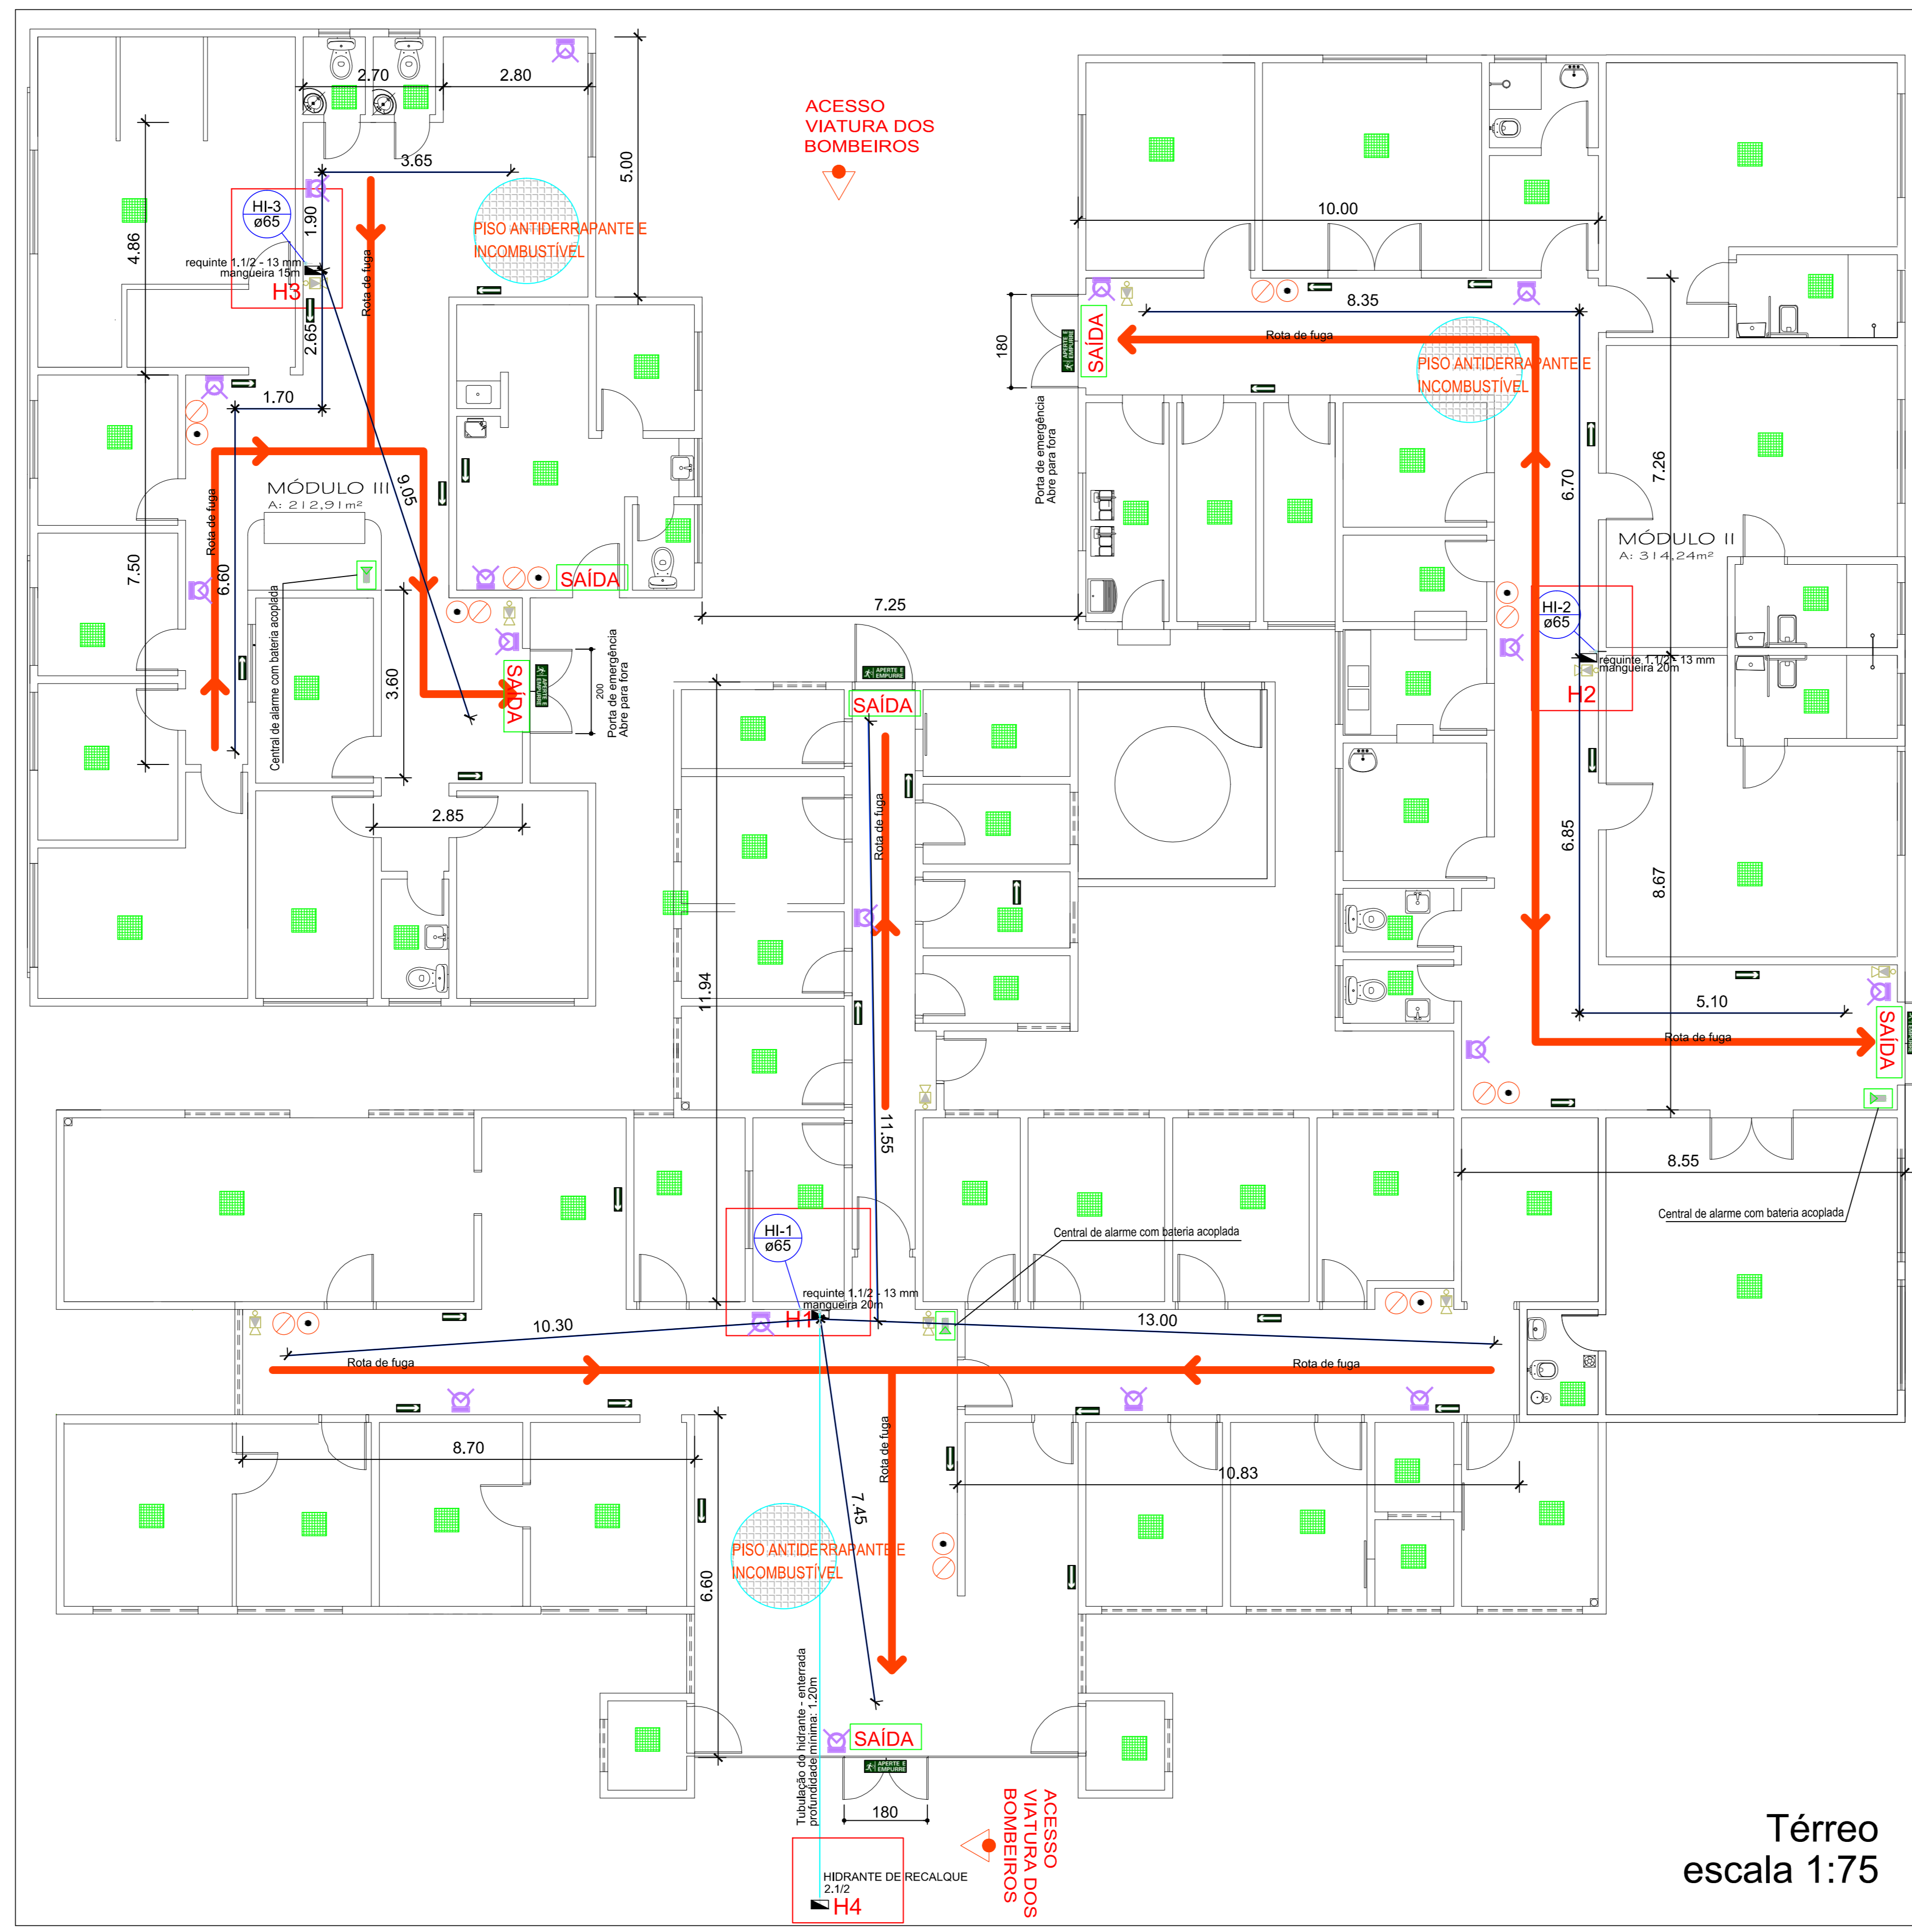 2.70
2.80
ACESSO
VIATURA DOS
BOMBEIROS
3.65
5.00
HI-3
ø65
1.90
4.86
requinte 1.1/2 - 13 mm
mangueira 15m
H3
2.65
Rota de fuga
PISO ANTIDERRAPANTE E
INCOMBUSTÍVEL
1.70
MÓDULO III
A: 212,91m²
9.05
7.50
6.60
Rota de fuga
Central de alarme com bateria acoplada
3.60
2.85
SAÍDA
SAÍDA
APERTE E
EMPURRE
200
Porta de emergência
Abre para fora
7.25
10.00
8.35
180
SAÍDA
APERTE E
EMPURRE
Rota de fuga
PISO ANTIDERRAPANTE E
INCOMBUSTÍVEL
Porta de emergência
Abre para fora
6.70
7.26
MÓDULO II
A: 314,24m²
HI-2
ø65
requinte 1.1/2 - 13 mm
mangueira 20m
H2
6.85
8.67
5.10
Rota de fuga
SAÍDA
8.55
Central de alarme com bateria acoplada
APERTE E
EMPURRE
SAÍDA
Rota de fuga
11.94
11.55
HI-1
ø65
requinte 1.1/2 - 13 mm
mangueira 20m
H1
Central de alarme com bateria acoplada
10.30
13.00
Rota de fuga
Rota de fuga
8.70
Rota de fuga
10.83
7.45
6.60
PISO ANTIDERRAPANTE E
INCOMBUSTÍVEL
Tubulação do hidrante - enterrada
profundidade mínima: 1.20m
SAÍDA
APERTE E
EMPURRE
180
ACESSO
VIATURA DOS
BOMBEIROS
HIDRANTE DE RECALQUE
2.1/2
H4
Térreo
escala 1:75